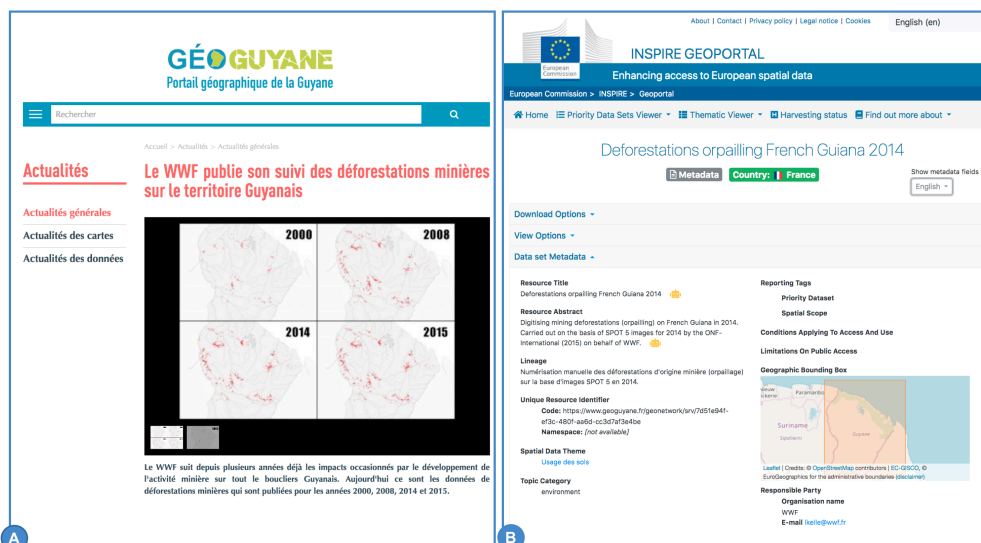 GÉOGUYANE
Portail géographique de la Guyane
Rechercher
Accueil > Actualités > Actualités générales
Actualités
Actualités générales
Actualités des cartes
Actualités des données
Le WWF publie son suivi des déforestations minières
sur le territoire Guyanais
2000
2008
2014
2015
Le WWF suit depuis plusieurs années déjà les impacts occasionnés par le développement de
l'activité minière sur tout le boucliers Guyanais. Aujourd'hui ce sont les données de
déforestations minières qui sont publiées pour les années 2000, 2008, 2014 et 2015.
A
About | Contact | Privacy policy | Legal notice | Cookies
English (en)
European
Commission
INSPIRE GEOPORTAL
Enhancing access to European spatial data
European Commission > INSPIRE > Geoportal
Home
Priority Data Sets Viewer
Thematic Viewer
Harvesting status
Find out more about
Deforestations orpailling French Guiana 2014
Metadata
Country: France
Show metadata fields
English
Download Options
View Options
Data set Metadata
Resource Title
Deforestations orpailling French Guiana 2014
Resource Abstract
Digitising mining deforestations (orpailling) on French Guiana in 2014.
Carried out on the basis of SPOT 5 images for 2014 by the ONF-
International (2015) on behalf of WWF.
Lineage
Numérisation manuelle des déforestations d'origine minière (orpaillage)
sur la base d'images SPOT 5 en 2014.
Unique Resource Identifier
Code: https://www.geoguyane.fr/geonetwork/srv/7d51e94f-
ef3c-480f-aa6d-cc3d7af3e4be
Namespace: [not available]
Spatial Data Theme
Usage des sols
Topic Category
environment
Reporting Tags
Priority Dataset
Spatial Scope
Conditions Applying To Access And Use
Limitations On Public Access
Geographic Bounding Box
Paramaribo
Suriname
Sipaliwini
Guyane
Leaflet | Credits: © OpenStreetMap contributors | EC-GISCO, ©
EuroGeographics for the administrative boundaries (disclaimer)
Responsible Party
Organisation name
WWF
E-mail lkelle@wwf.fr
B